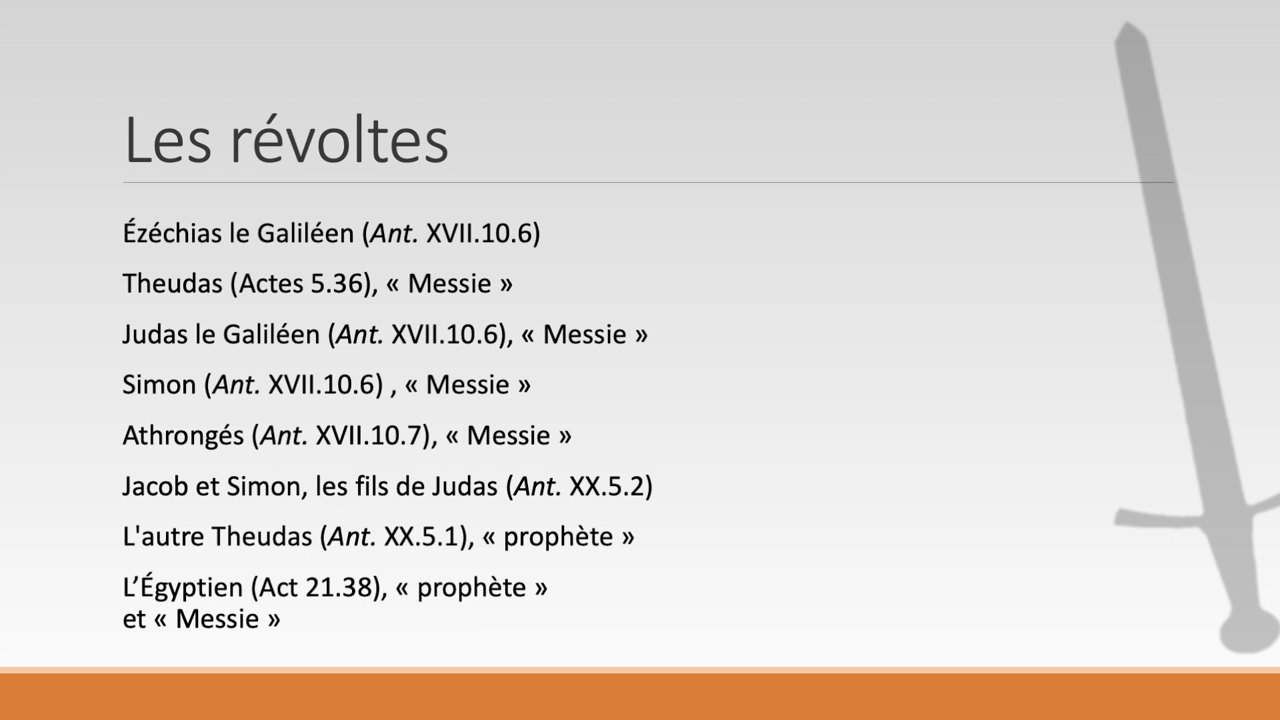 Les révoltes
Ézéchias le Galiléen (Ant. XVII.10.6)
Theudas (Actes 5.36), « Messie »
Judas le Galiléen (Ant. XVII.10.6), « Messie »
Simon (Ant. XVII.10.6) , « Messie »
Athrongés (Ant. XVII.10.7), « Messie »
Jacob et Simon, les fils de Judas (Ant. XX.5.2)
L'autre Theudas (Ant. XX.5.1), « prophète »
L’Égyptien (Act 21.38), « prophète »
et « Messie »